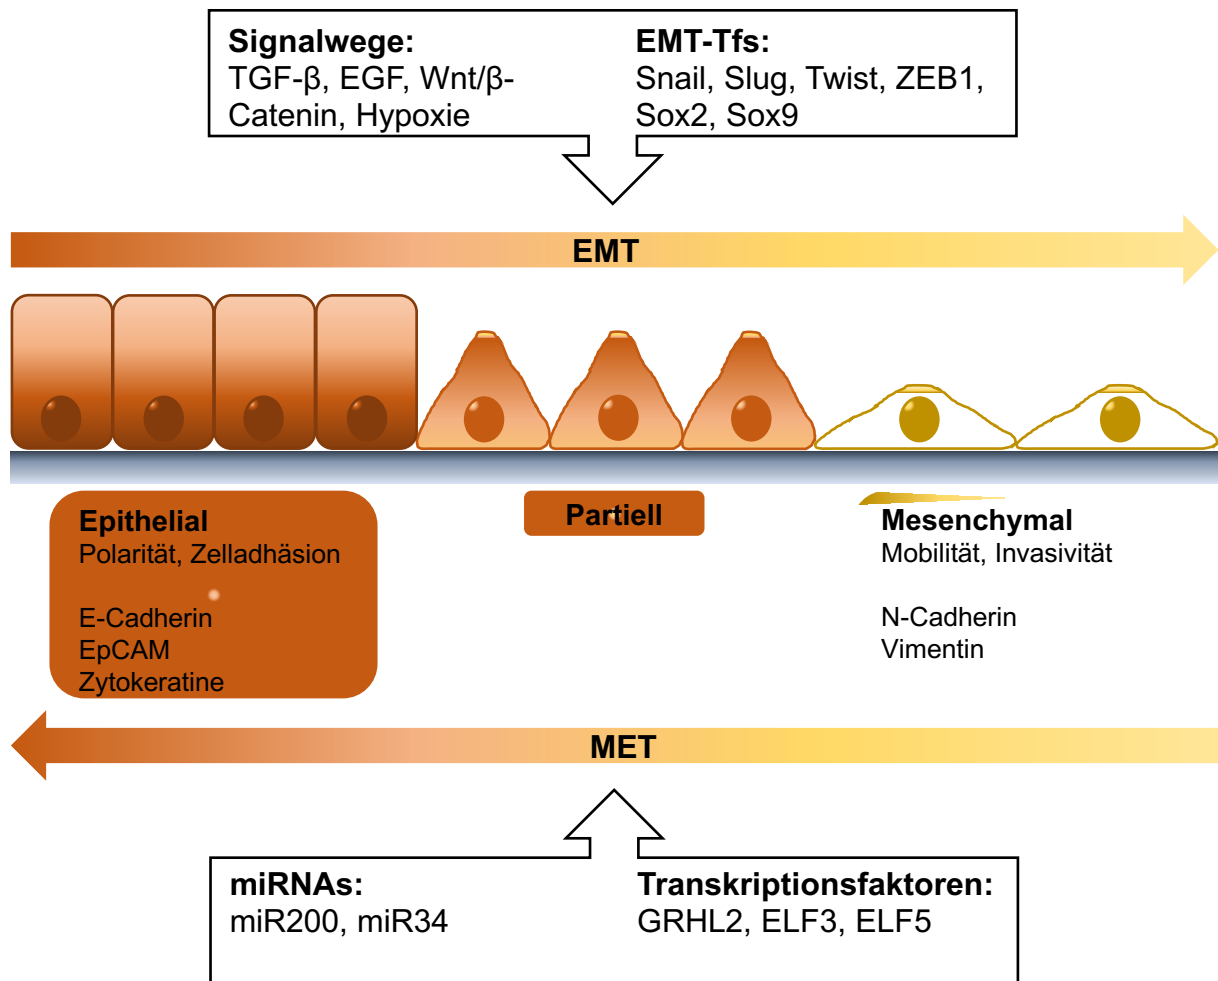 Signalwege:
TGF-β, EGF, Wnt/β-
Catenin, Hypoxie
EMT-Tfs:
Snail, Slug, Twist, ZEB1,
Sox2, Sox9
EMT
Epithelial
Polarität, Zelladhäsion
E-Cadherin
EpCAM
Zytokeratine
Partiell
Mesenchymal
Mobilität, Invasivität
N-Cadherin
Vimentin
MET
miRNAs:
miR200, miR34
Transkriptionsfaktoren:
GRHL2, ELF3, ELF5